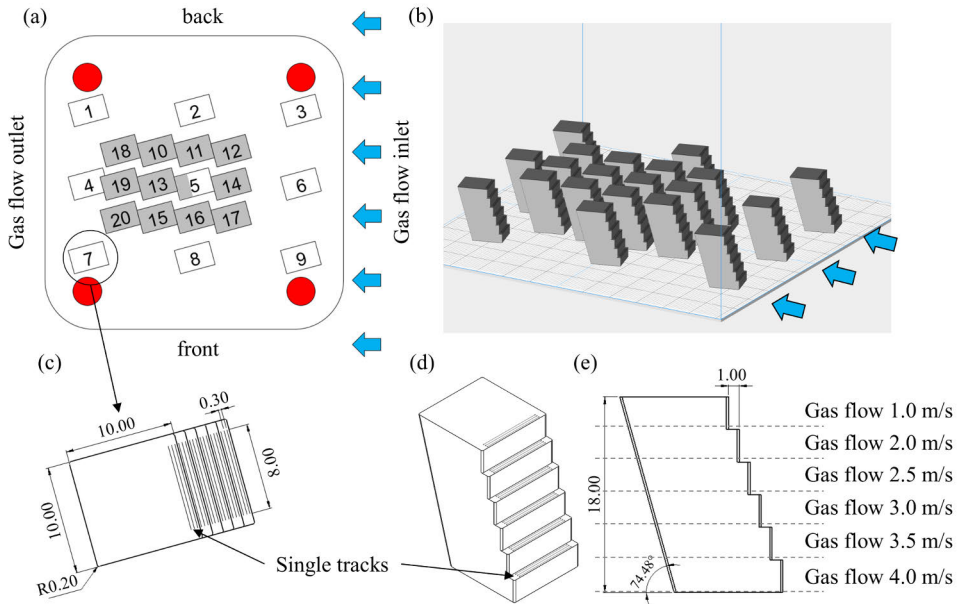 (a)
back
(b)
Gas flow outlet
Gas flow inlet
1
2
3
18
10
11
12
4
19
13
5
14
6
20
15
16
17
7
8
9
front
(c)
(d)
(e)
10.00
0.30
8.00
10.00
R0.20
Single tracks
1.00
18.00
74.48°
Gas flow 1.0 m/s
Gas flow 2.0 m/s
Gas flow 2.5 m/s
Gas flow 3.0 m/s
Gas flow 3.5 m/s
Gas flow 4.0 m/s